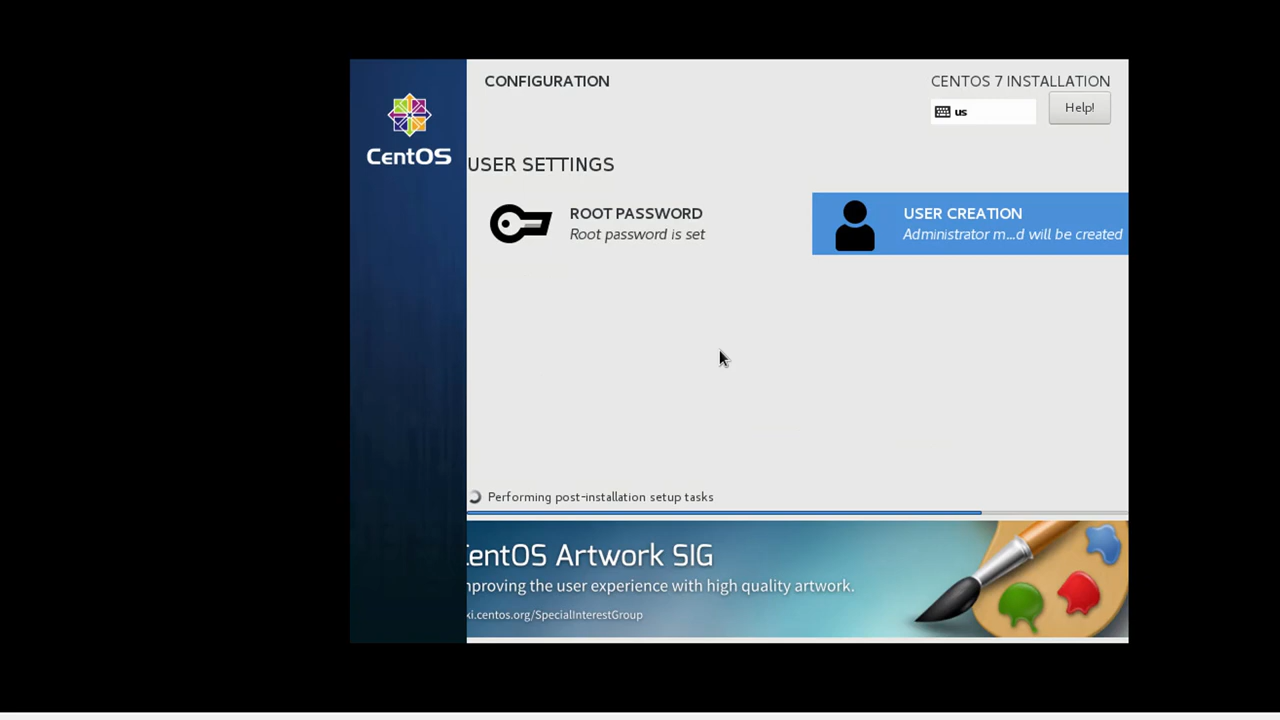 CONFIGURATION
CENTOS 7 INSTALLATION
us
Help!
CentOS
USER SETTINGS
ROOT PASSWORD
Root password is set
USER CREATION
Administrator m...d will be created
Performing post-installation setup tasks
CentOS Artwork SIG
mproving the user experience with high quality artwork.
ki.centos.org/SpecialInterestGroup